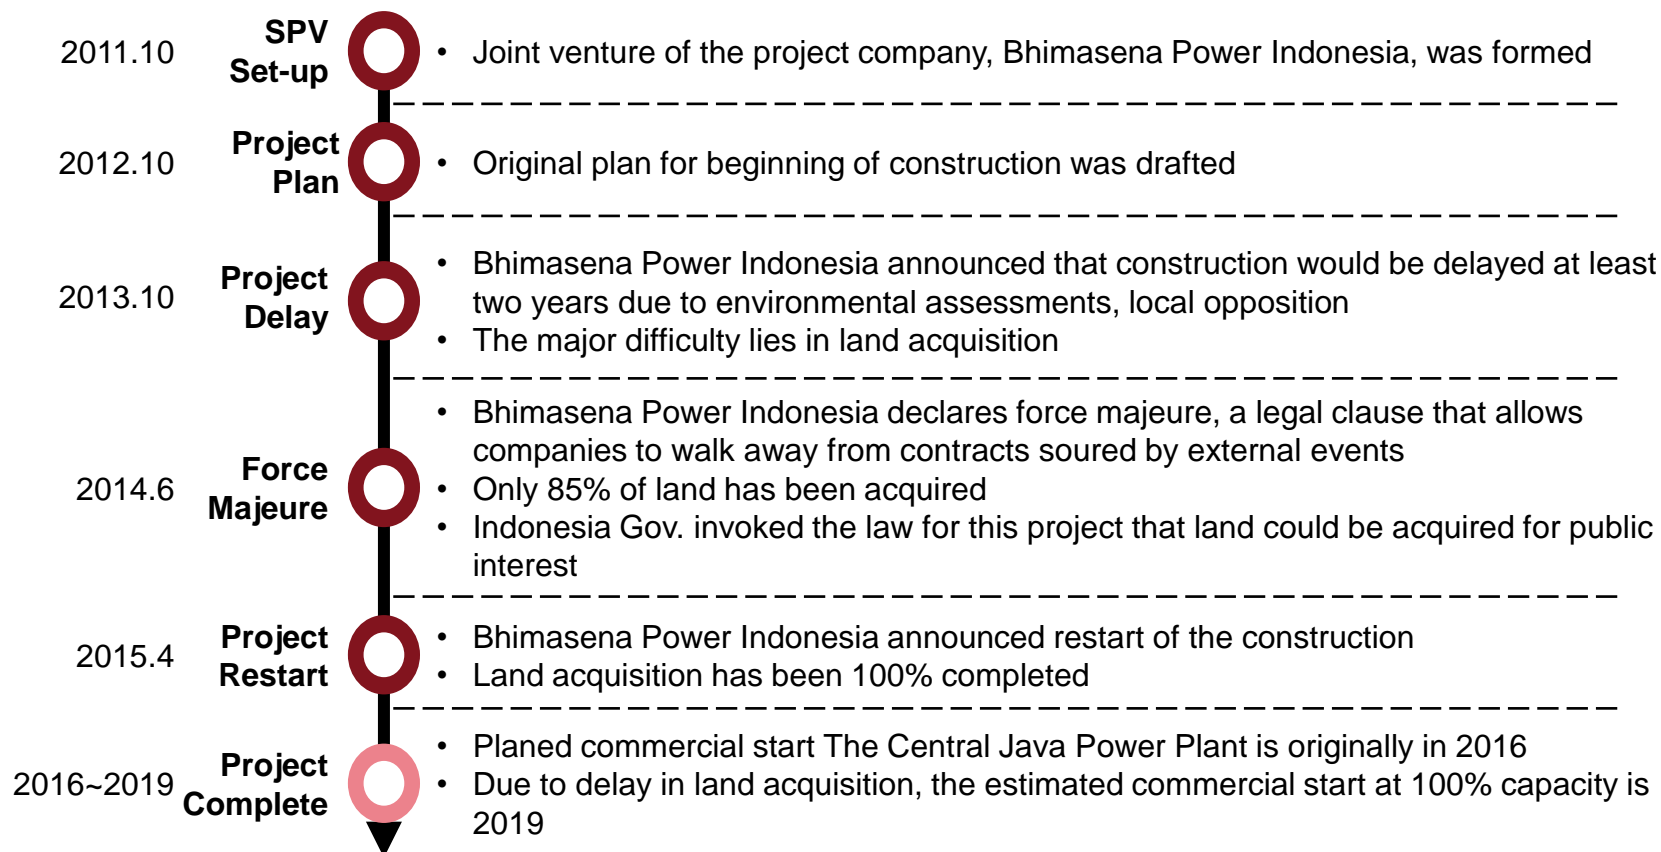 2011.10
SPV
Set-up
• Joint venture of the project company, Bhimasena Power Indonesia, was formed
2012.10
Project
Plan
• Original plan for beginning of construction was drafted
2013.10
Project
Delay
• Bhimasena Power Indonesia announced that construction would be delayed at least
two years due to environmental assessments, local opposition
• The major difficulty lies in land acquisition
2014.6
Force
Majeure
• Bhimasena Power Indonesia declares force majeure, a legal clause that allows
companies to walk away from contracts soured by external events
• Only 85% of land has been acquired
• Indonesia Gov. invoked the law for this project that land could be acquired for public
interest
2015.4
Project
Restart
• Bhimasena Power Indonesia announced restart of the construction
• Land acquisition has been 100% completed
2016~2019
Project
Complete
• Planed commercial start The Central Java Power Plant is originally in 2016
• Due to delay in land acquisition, the estimated commercial start at 100% capacity is
2019